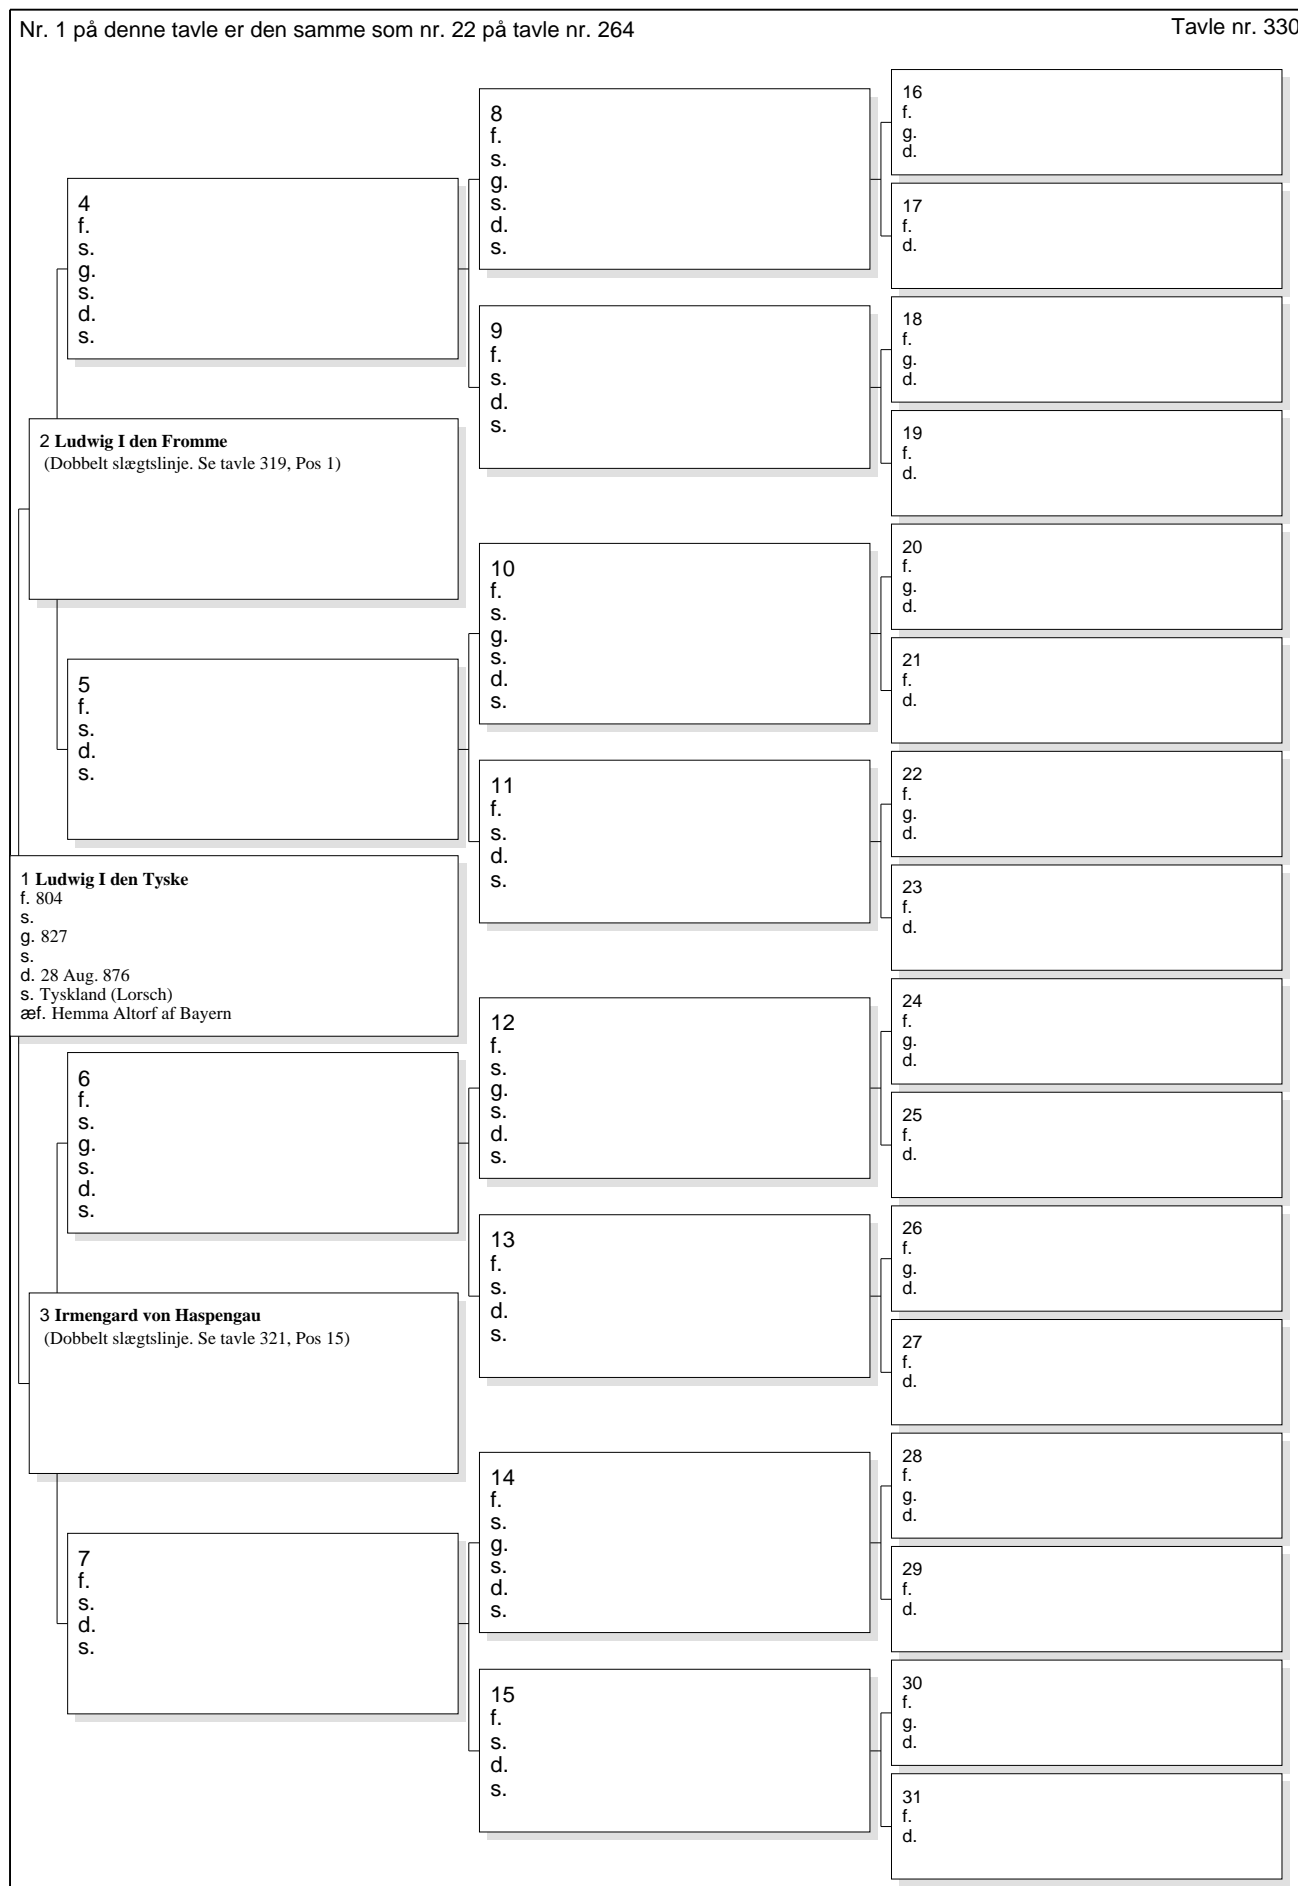 Nr. 1 på denne tavle er den samme som nr. 22 på tavle nr. 264
Tavle nr. 330
16
f.
g.
d.
8
f.
s.
g.
s.
d.
s.
17
f.
d.
4
f.
s.
g.
s.
d.
s.
18
f.
g.
d.
9
f.
s.
d.
s.
19
f.
d.
2 Ludwig I den Fromme
(Dobbelt slægtslinje. Se tavle 319, Pos 1)
20
f.
g.
d.
10
f.
s.
g.
s.
d.
s.
21
f.
d.
5
f.
s.
d.
s.
22
f.
g.
d.
11
f.
s.
d.
s.
23
f.
d.
1 Ludwig I den Tyske
f. 804
s.
g. 827
s.
d. 28 Aug. 876
s. Tyskland (Lorsch)
æf. Hemma Altorf af Bayern
24
f.
g.
d.
12
f.
s.
g.
s.
d.
s.
25
f.
d.
6
f.
s.
g.
s.
d.
s.
26
f.
g.
d.
13
f.
s.
d.
s.
27
f.
d.
3 Irmengard von Haspengau
(Dobbelt slægtslinje. Se tavle 321, Pos 15)
28
f.
g.
d.
14
f.
s.
g.
s.
d.
s.
29
f.
d.
7
f.
s.
d.
s.
30
f.
g.
d.
15
f.
s.
d.
s.
31
f.
d.